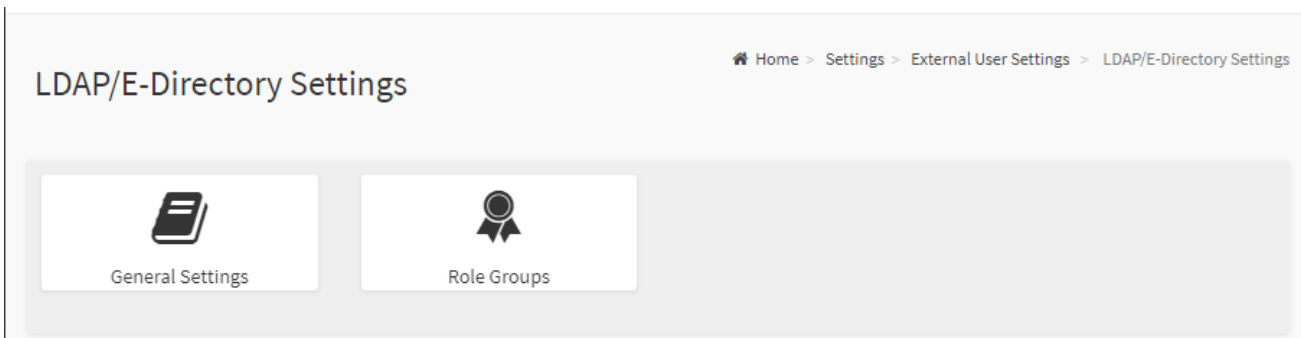 Home > Settings > External User Settings > LDAP/E-Directory Settings
LDAP/E-Directory Settings
General Settings
Role Groups